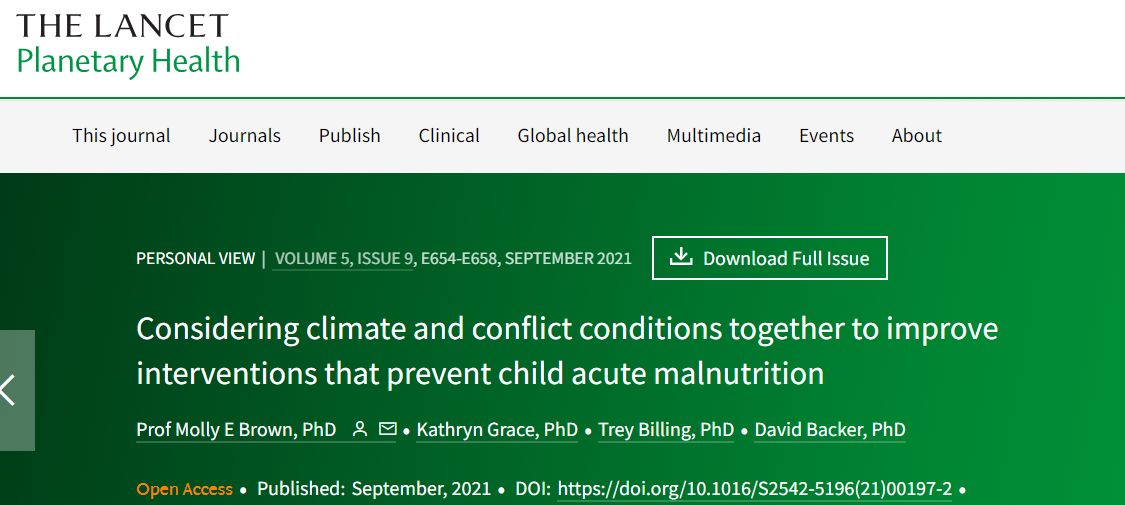 THE LANCET
Planetary Health
This journal Journals Publish Clinical Global health Multimedia Events About
PERSONAL VIEW | VOLUME 5, ISSUE 9, E654-E658, SEPTEMBER 2021 Download Full Issue
Considering climate and conflict conditions together to improve
interventions that prevent child acute malnutrition
Prof Molly E Brown, PhD • Kathryn Grace, PhD • Trey Billing, PhD • David Backer, PhD
Open Access • Published: September, 2021 • DOI: https://doi.org/10.1016/S2542-5196(21)00197-2 •